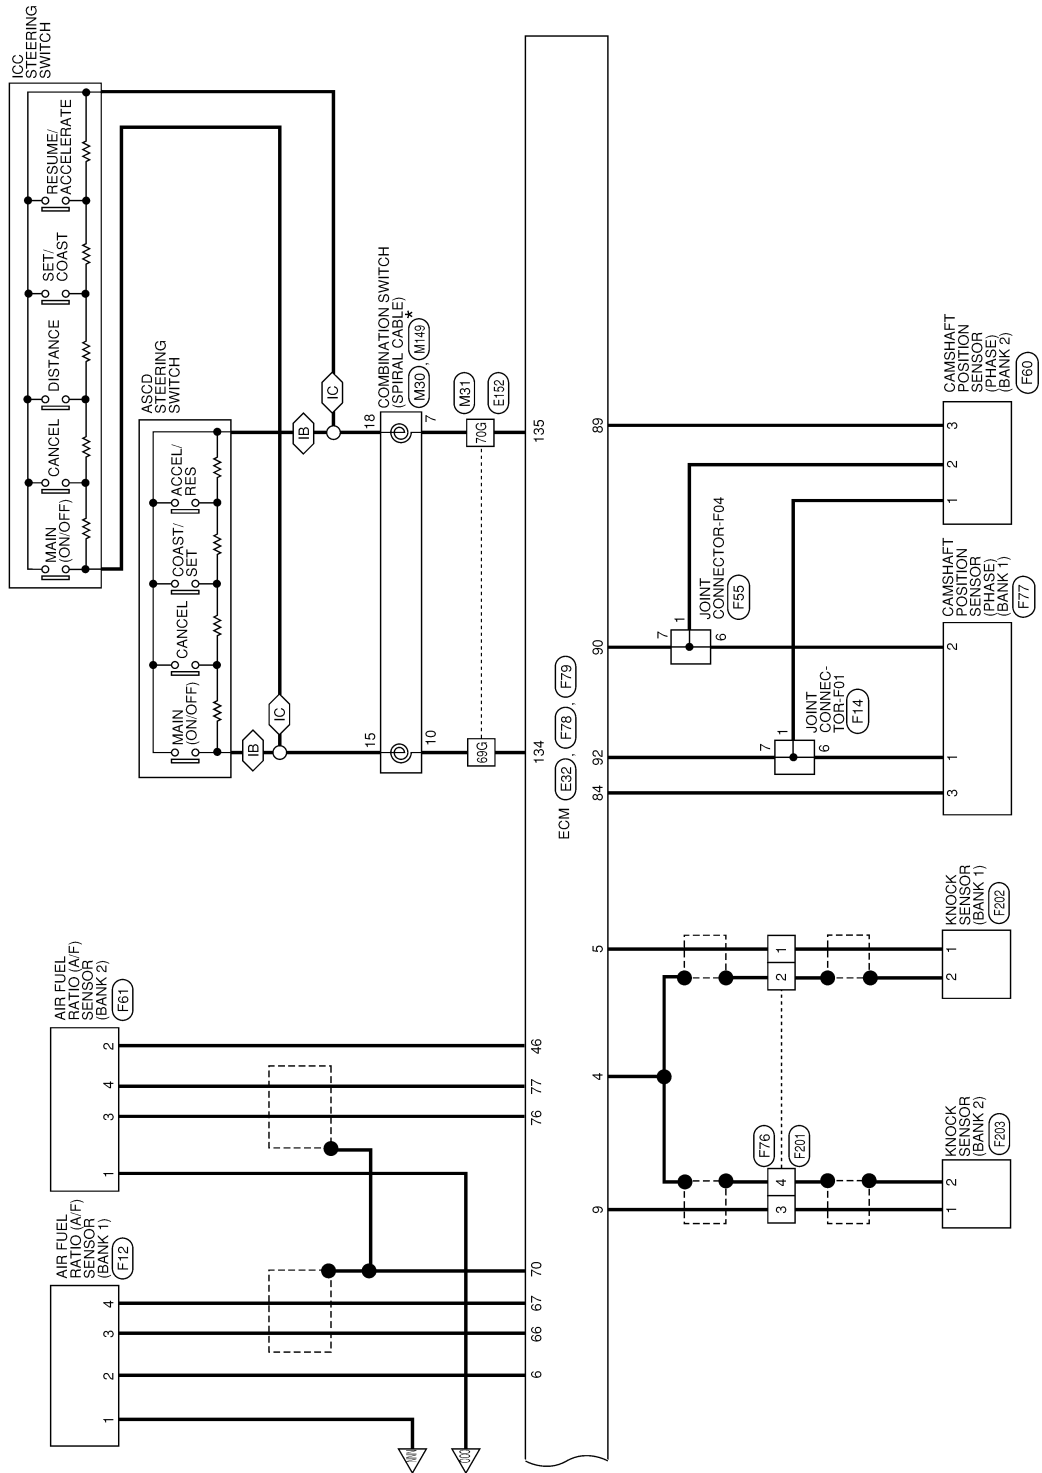 ICC
STEERING
SWITCH
MAIN
(ON/OFF)
CANCEL
DISTANCE
SET/
COAST
RESUME/
ACCELERATE
ASCD
STEERING
SWITCH
MAIN
(ON/OFF)
CANCEL
COAST/
SET
ACCEL/
RES
IB
IC
IB
IC
COMBINATION SWITCH
(SPIRAL CABLE)
M30 , M149 *
15
18
10
7
M31
E152
69G
70G
134
135
AIR FUEL
RATIO (A/F)
SENSOR
(BANK 1)
F12
1
2
3
4
AIR FUEL
RATIO (A/F)
SENSOR
(BANK 2)
F61
1
3
4
2
6
66
67
70
76
77
46
ECM E32 , F78 , F79
9
4
5
84
92
90
89
F76
F201
3
4
2
1
KNOCK
SENSOR
(BANK 2)
F203
1
2
KNOCK
SENSOR
(BANK 1)
F202
2
1
JOINT
CONNEC-
TOR-F01
F14
7
1
6
JOINT
CONNECTOR-F04
F55
7
1
6
CAMSHAFT
POSITION
SENSOR
(PHASE)
(BANK 1)
F77
3
1
2
CAMSHAFT
POSITION
SENSOR
(PHASE)
(BANK 2)
F60
1
2
3